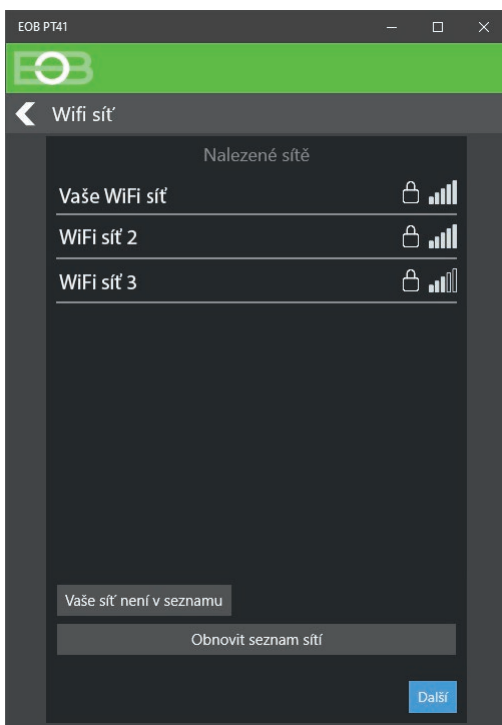 EOB PT41
EOB
Wifi síť
Nalezené sítě
Vaše WiFi síť
WiFi síť 2
WiFi síť 3
Vaše síť není v seznamu
Obnovit seznam sítí
Další